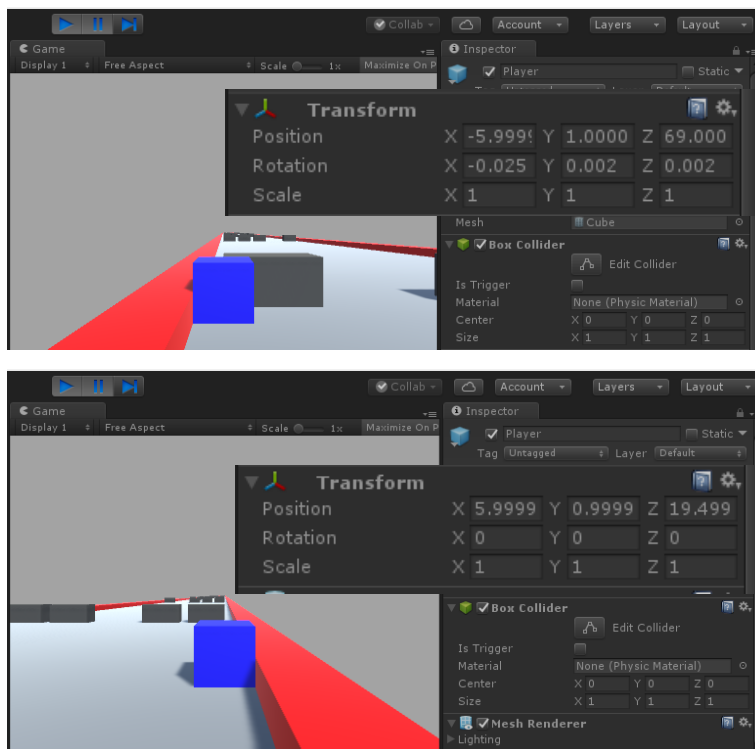 Collab Account Layers Layout
Game Inspector
Display 1 Free Aspect Scale 1x Maximize On P Player Static
Transform
Position X -5.9999 Y 1.0000 Z 69.000
Rotation X -0.025 Y 0.002 Z 0.002
Scale X 1 Y 1 Z 1
Mesh Cube
Box Collider
Edit Collider
Is Trigger
Material None (Physic Material)
Center X 0 Y 0 Z 0
Size X 1 Y 1 Z 1
Collab Account Layers Layout
Game Inspector
Display 1 Free Aspect Scale 1x Maximize On P Player Static
Tag Untagged Layer Default
Transform
Position X 5.9999 Y 0.9999 Z 19.499
Rotation X 0 Y 0 Z 0
Scale X 1 Y 1 Z 1
Box Collider
Edit Collider
Is Trigger
Material None (Physic Material)
Center X 0 Y 0 Z 0
Size X 1 Y 1 Z 1
Mesh Renderer
Lighting